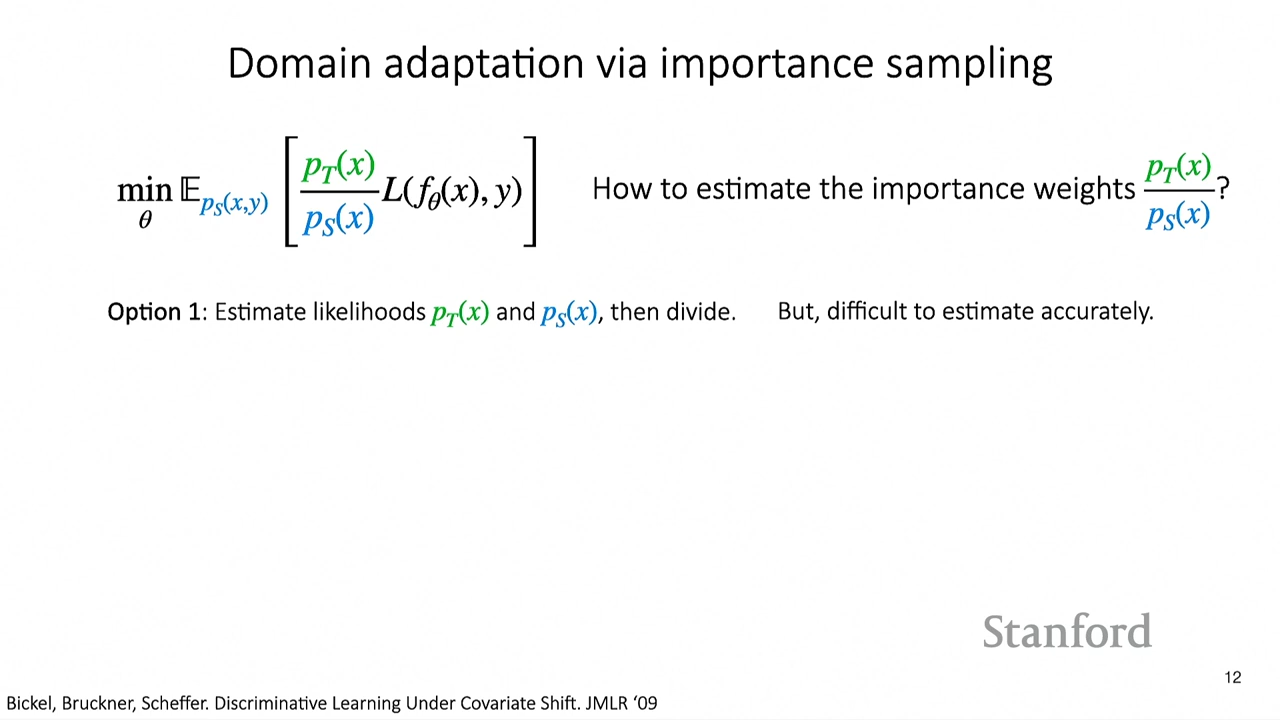 Domain adaptation via importance sampling
min_θ 𝔼_{p_S(x,y)} [ p_T(x) / p_S(x) L(f_θ(x), y) ] How to estimate the importance weights p_T(x) / p_S(x) ?
Option 1: Estimate likelihoods p_T(x) and p_S(x), then divide. But, difficult to estimate accurately.
Stanford
12
Bickel, Bruckner, Scheffer. Discriminative Learning Under Covariate Shift. JMLR ‘09